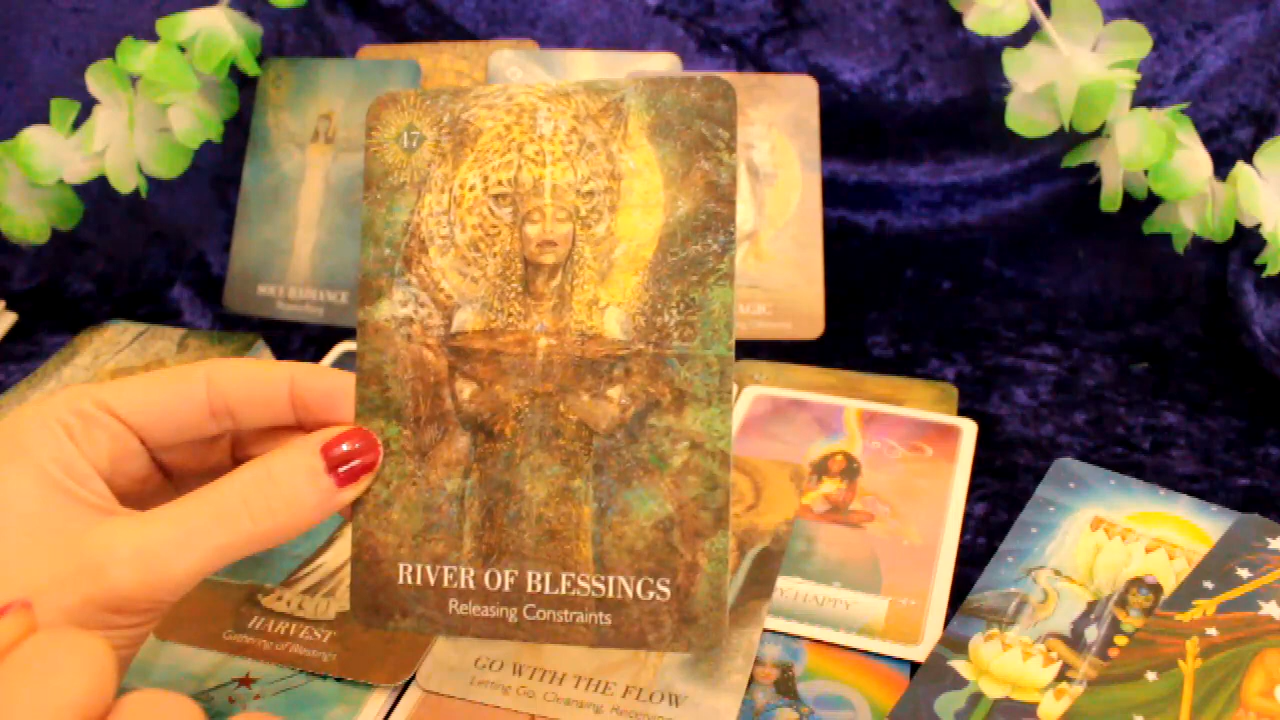 47
SOUL RADIANCE
RIVER OF BLESSINGS
Releasing Constraints
HARVEST
Gathering of Blessings
GO WITH THE FLOW
Letting Go, Cleansing, Receiving
HAPPY